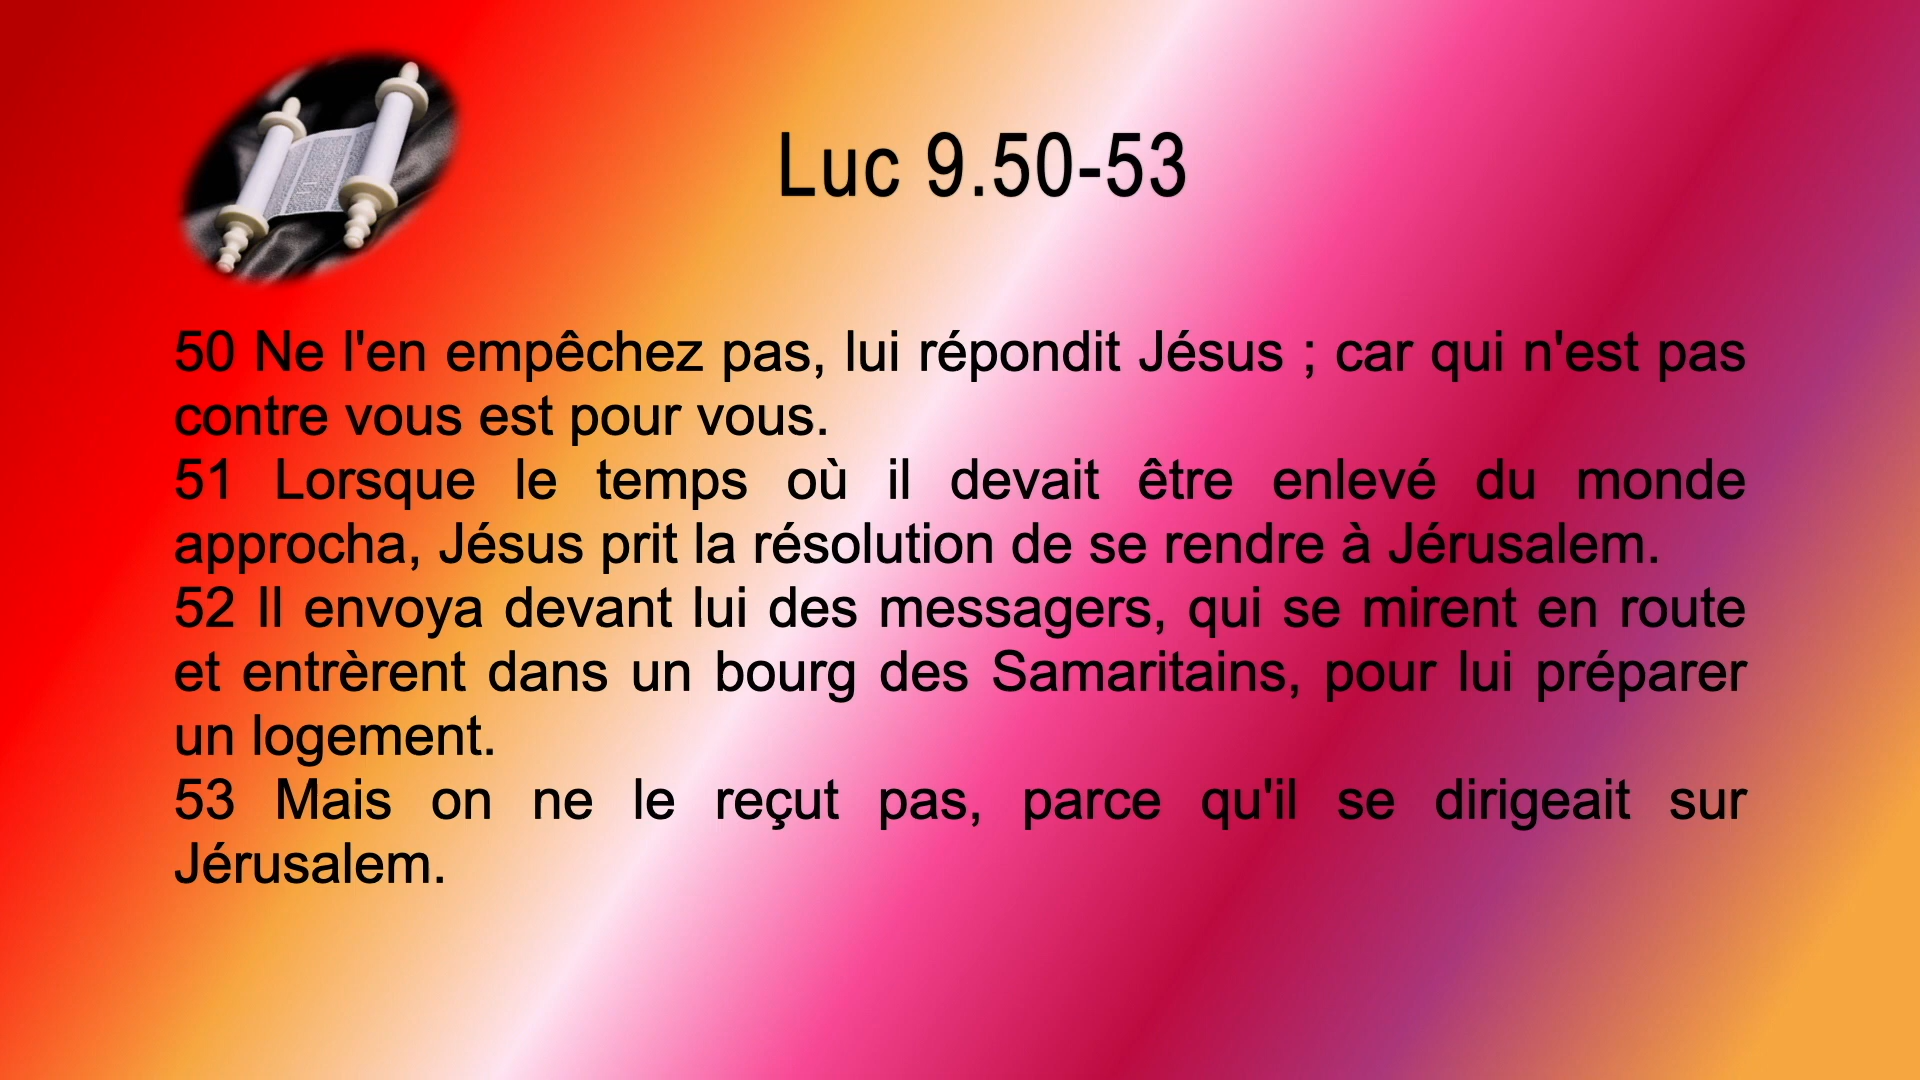 Luc 9.50-53
50 Ne l'en empêchez pas, lui répondit Jésus ; car qui n'est pas
contre vous est pour vous.
51 Lorsque le temps où il devait être enlevé du monde
approcha, Jésus prit la résolution de se rendre à Jérusalem.
52 Il envoya devant lui des messagers, qui se mirent en route
et entrèrent dans un bourg des Samaritains, pour lui préparer
un logement.
53 Mais on ne le reçut pas, parce qu'il se dirigeait sur
Jérusalem.